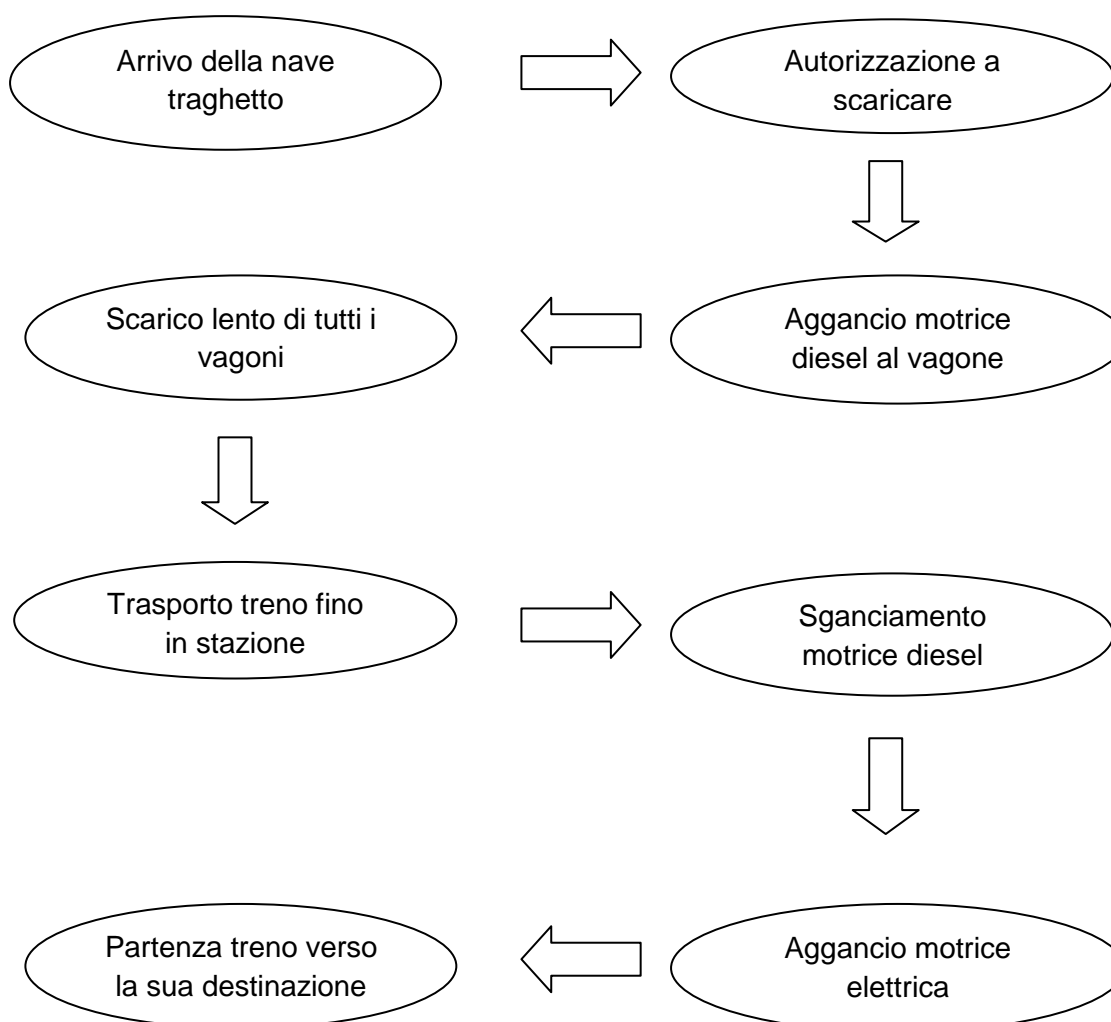 Arrivo della nave
traghetto
Autorizzazione a
scaricare
Aggancio motrice
diesel al vagone
Scarico lento di tutti i
vagoni
Trasporto treno fino
in stazione
Sganciamento
motrice diesel
Aggancio motrice
elettrica
Partenza treno verso
la sua destinazione